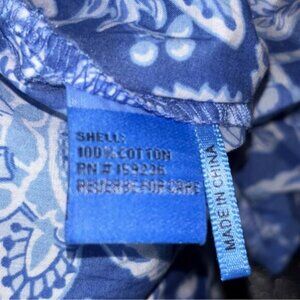 SHELL:
100% COTTON
RN # 159236
REVERSE FOR CARE
MADE IN CHINA